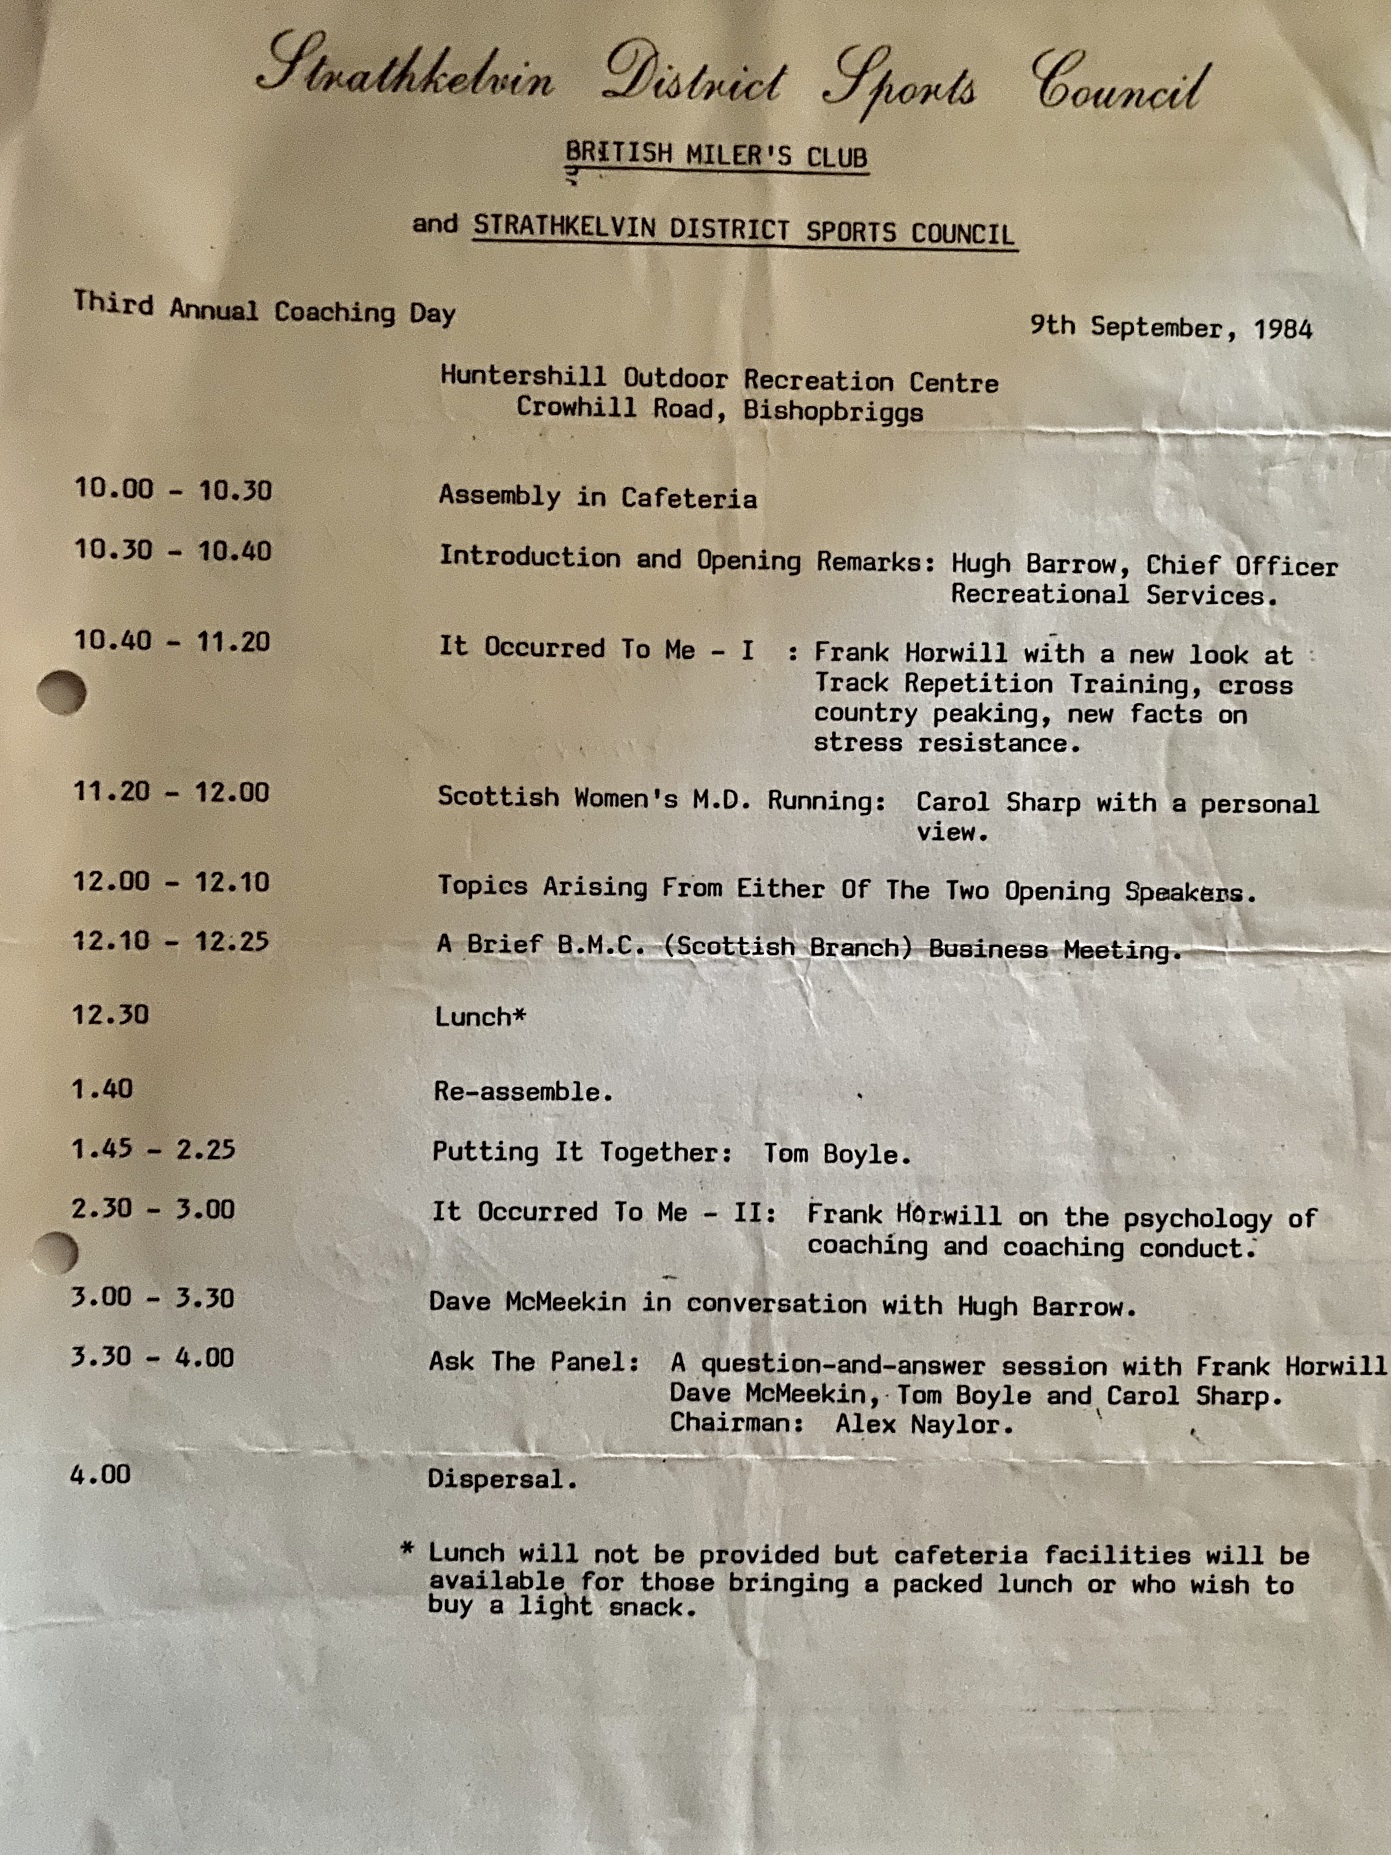 Strathkelvin District Sports Council
BRITISH MILER'S CLUB
and STRATHKELVIN DISTRICT SPORTS COUNCIL
Third Annual Coaching Day
9th September, 1984
Huntershill Outdoor Recreation Centre
Crowhill Road, Bishopbriggs
10.00 - 10.30 Assembly in Cafeteria
10.30 - 10.40 Introduction and Opening Remarks: Hugh Barrow, Chief Officer
Recreational Services.
10.40 - 11.20 It Occurred To Me - I : Frank Horwill with a new look at
Track Repetition Training, cross
country peaking, new facts on
stress resistance.
11.20 - 12.00 Scottish Women's M.D. Running: Carol Sharp with a personal
view.
12.00 - 12.10 Topics Arising From Either Of The Two Opening Speakers.
12.10 - 12.25 A Brief B.M.C. (Scottish Branch) Business Meeting.
12.30 Lunch*
1.40 Re-assemble.
1.45 - 2.25 Putting It Together: Tom Boyle.
2.30 - 3.00 It Occurred To Me - II: Frank Horwill on the psychology of
coaching and coaching conduct.
3.00 - 3.30 Dave McMeekin in conversation with Hugh Barrow.
3.30 - 4.00 Ask The Panel: A question-and-answer session with Frank Horwill
Dave McMeekin, Tom Boyle and Carol Sharp.
Chairman: Alex Naylor.
4.00 Dispersal.
* Lunch will not be provided but cafeteria facilities will be
available for those bringing a packed lunch or who wish to
buy a light snack.